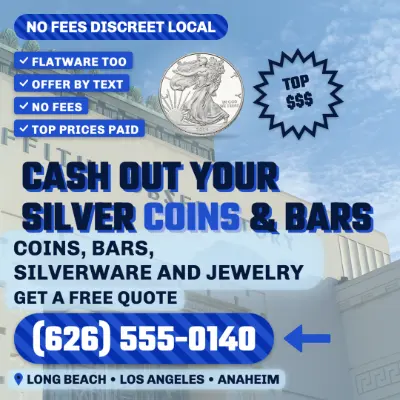 NO FEES DISCREET LOCAL
✓ FLATWARE TOO
✓ OFFER BY TEXT
✓ NO FEES
✓ TOP PRICES PAID
TOP
$$$
CASH OUT YOUR
SILVER COINS & BARS
COINS, BARS,
SILVERWARE AND JEWELRY
GET A FREE QUOTE
(626) 555-0140
LONG BEACH • LOS ANGELES • ANAHEIM